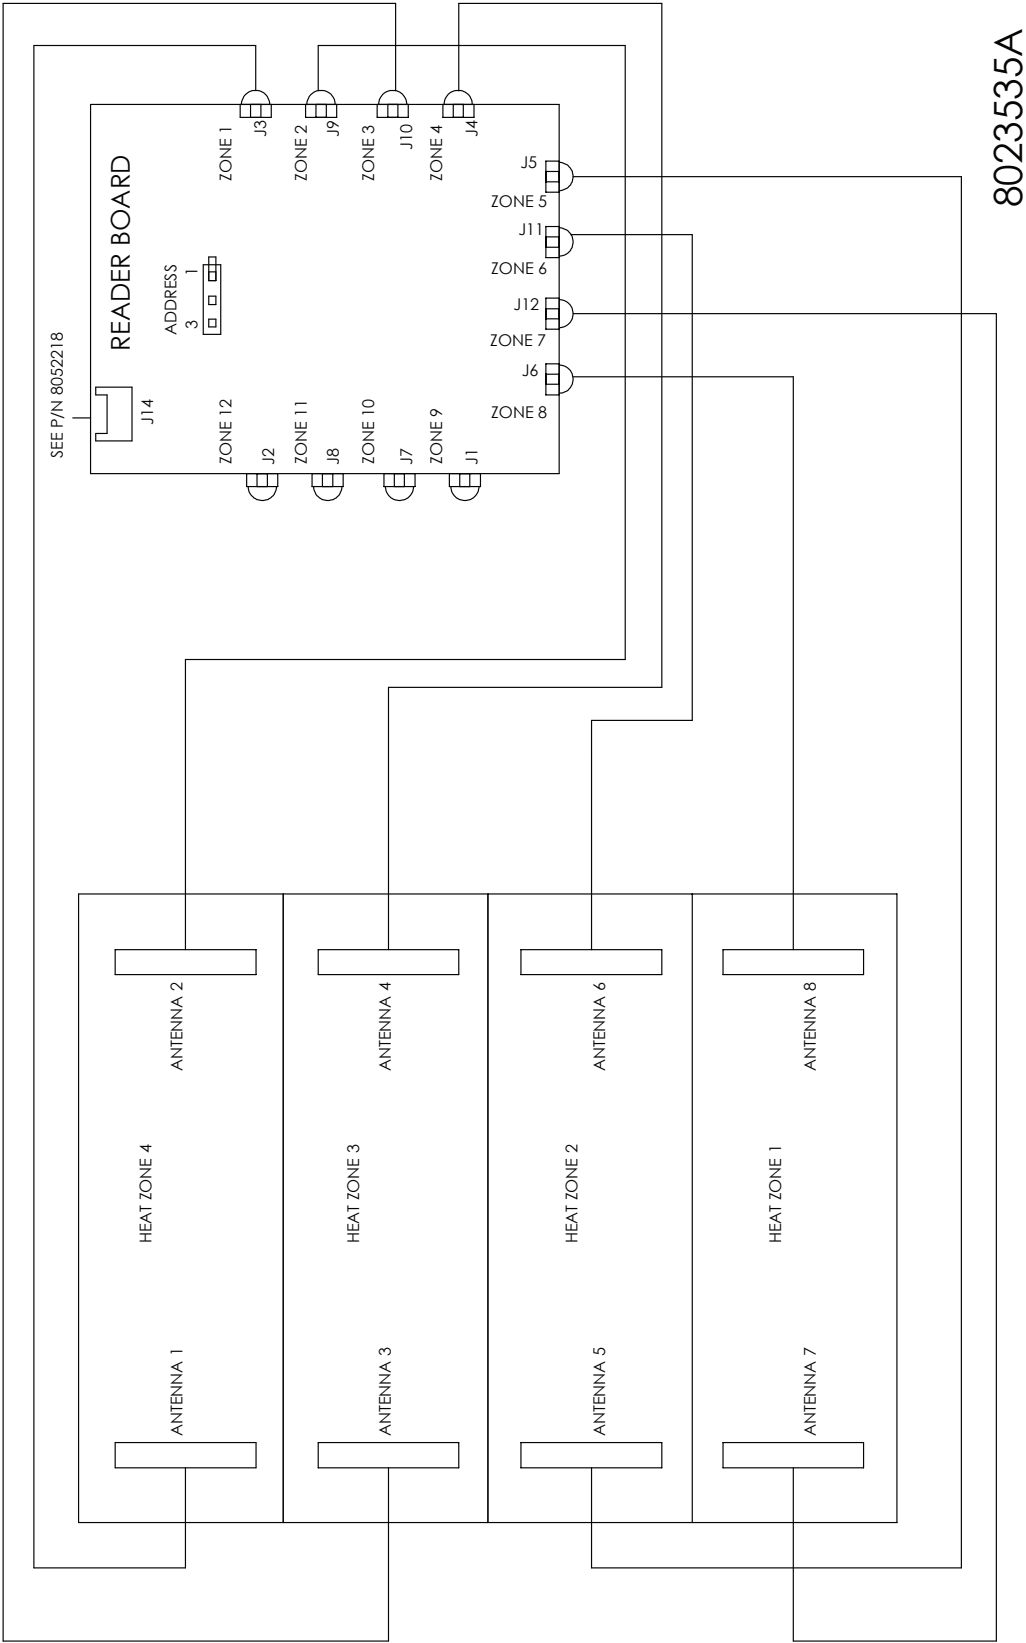 8023535A
SEE P/N 8052218
READER BOARD
J14
ADDRESS
3 1
ZONE 12
J2
ZONE 11
J8
ZONE 10
J7
ZONE 9
J1
ZONE 1
J3
ZONE 2
J9
ZONE 3
J10
ZONE 4
J4
J5
ZONE 5
J11
ZONE 6
J12
ZONE 7
J6
ZONE 8
ANTENNA 1
HEAT ZONE 4
ANTENNA 2
ANTENNA 3
HEAT ZONE 3
ANTENNA 4
ANTENNA 5
HEAT ZONE 2
ANTENNA 6
ANTENNA 7
HEAT ZONE 1
ANTENNA 8